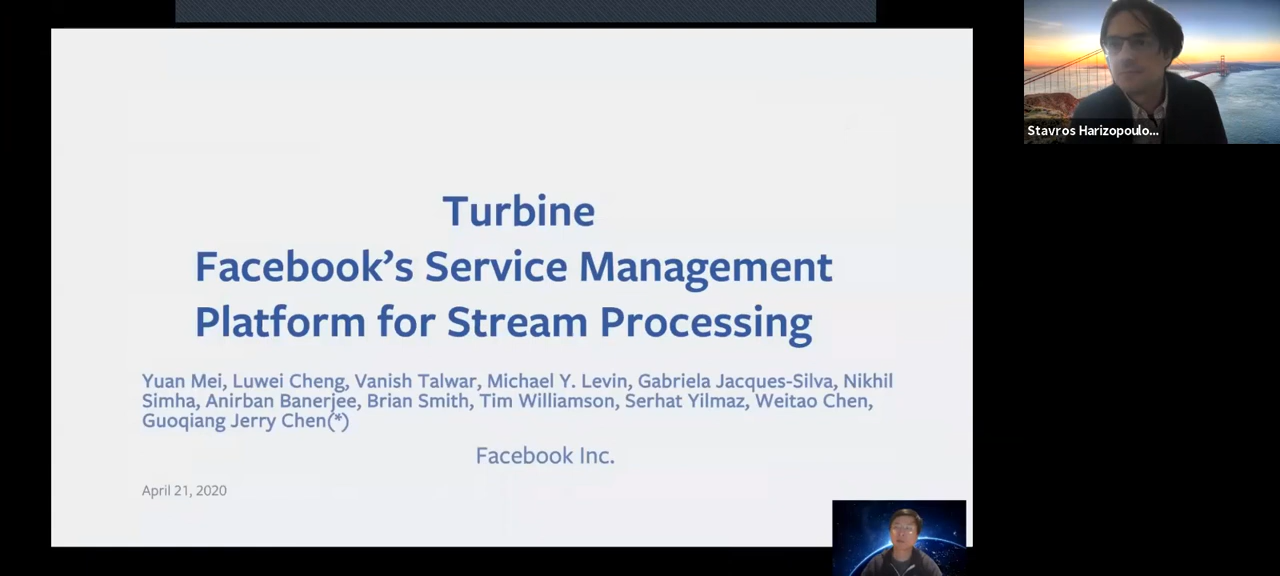 Turbine
Facebook's Service Management
Platform for Stream Processing
Yuan Mei, Luwei Cheng, Vanish Talwar, Michael Y. Levin, Gabriela Jacques-Silva, Nikhil
Simha, Anirban Banerjee, Brian Smith, Tim Williamson, Serhat Yilmaz, Weitao Chen,
Guoqiang Jerry Chen(*)
Facebook Inc.
April 21, 2020
Stavros Harizopoulo...